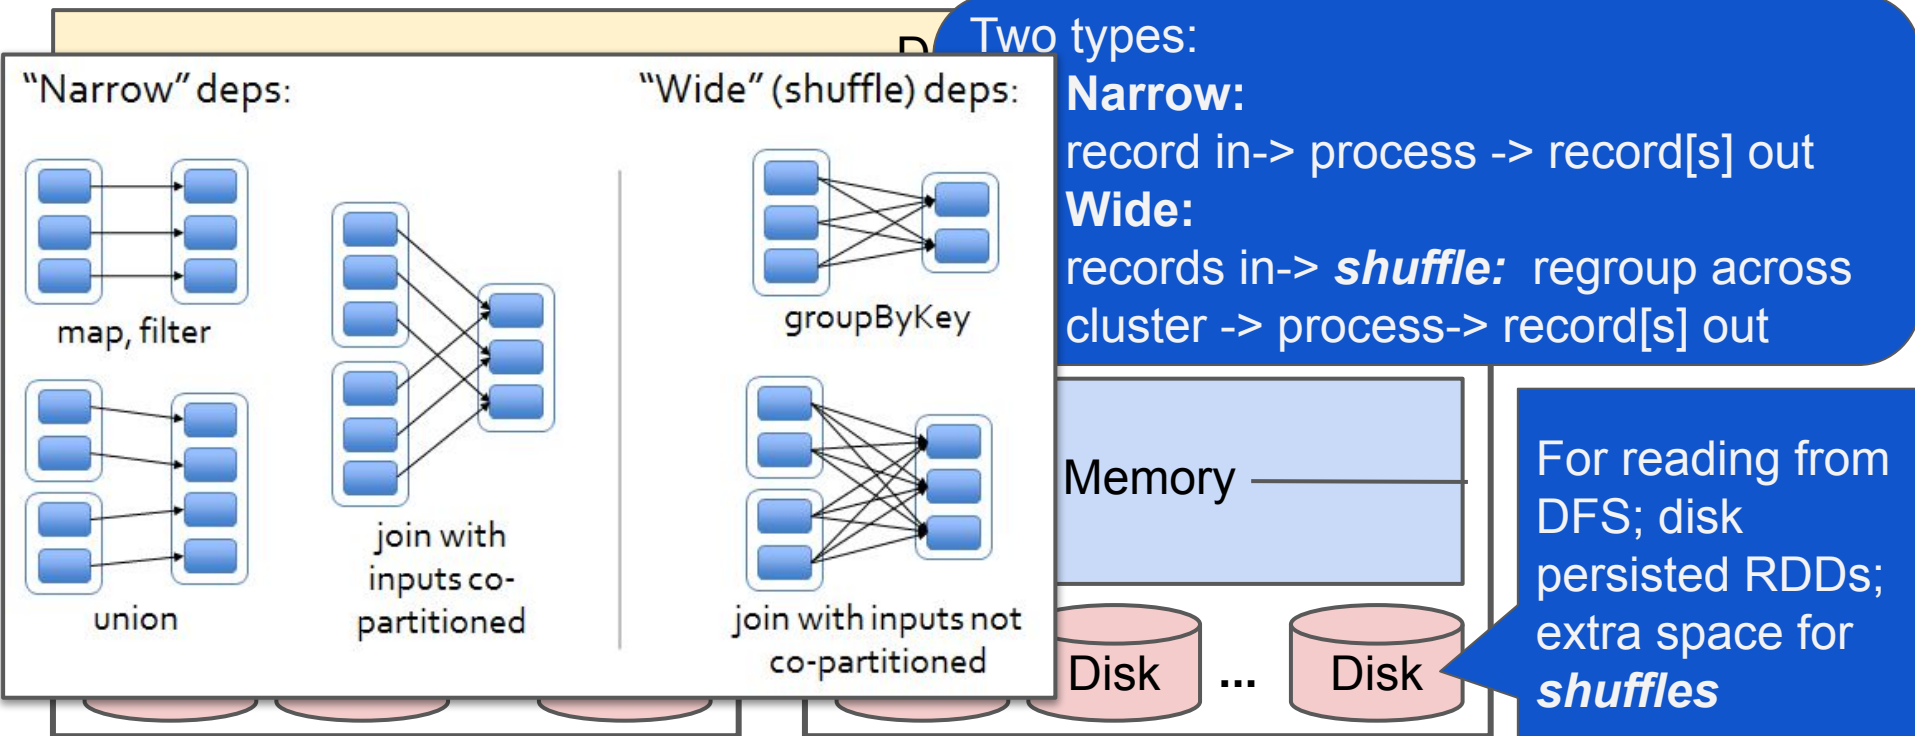 D
Two types:
Narrow:
record in-> process -> record[s] out
Wide:
records in-> shuffle: regroup across
cluster -> process-> record[s] out
"Narrow" deps:
map, filter
union
join with
inputs co-
partitioned
"Wide" (shuffle) deps:
groupByKey
join with inputs not
co-partitioned
Memory
Disk
...
Disk
For reading from
DFS; disk
persisted RDDs;
extra space for
shuffles